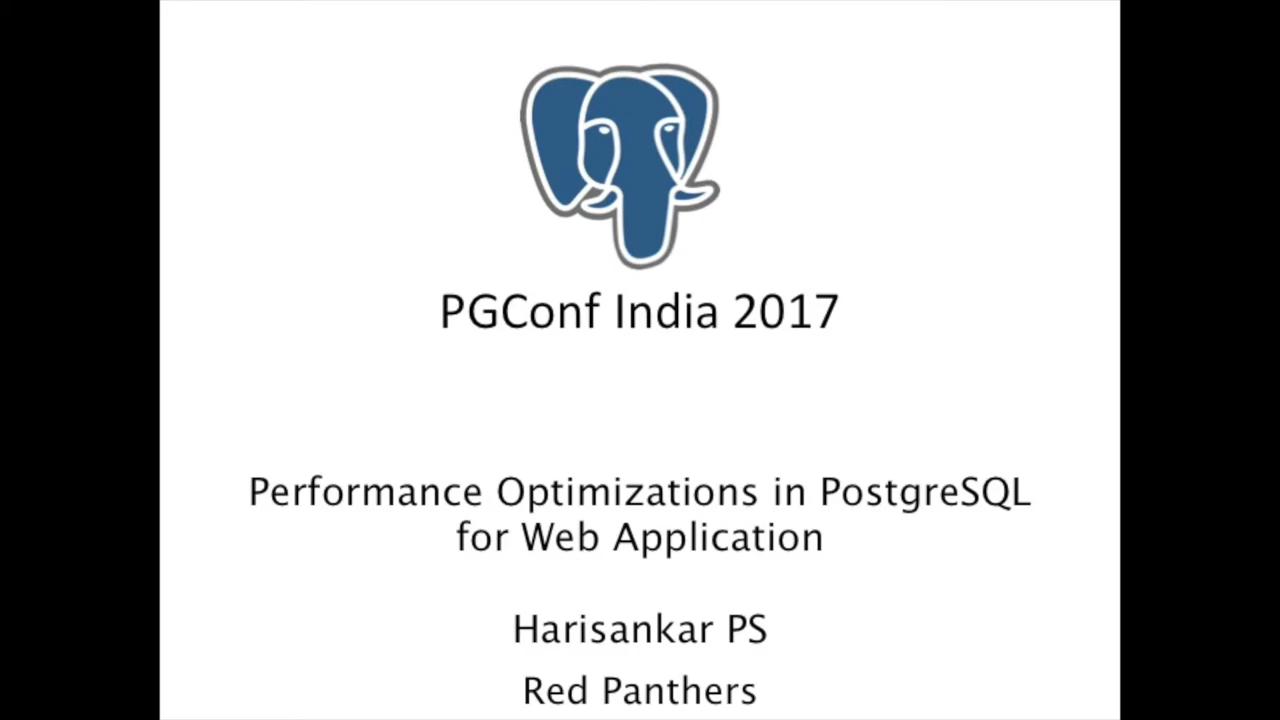 PGConf India 2017
Performance Optimizations in PostgreSQL
for Web Application
Harisankar PS
Red Panthers